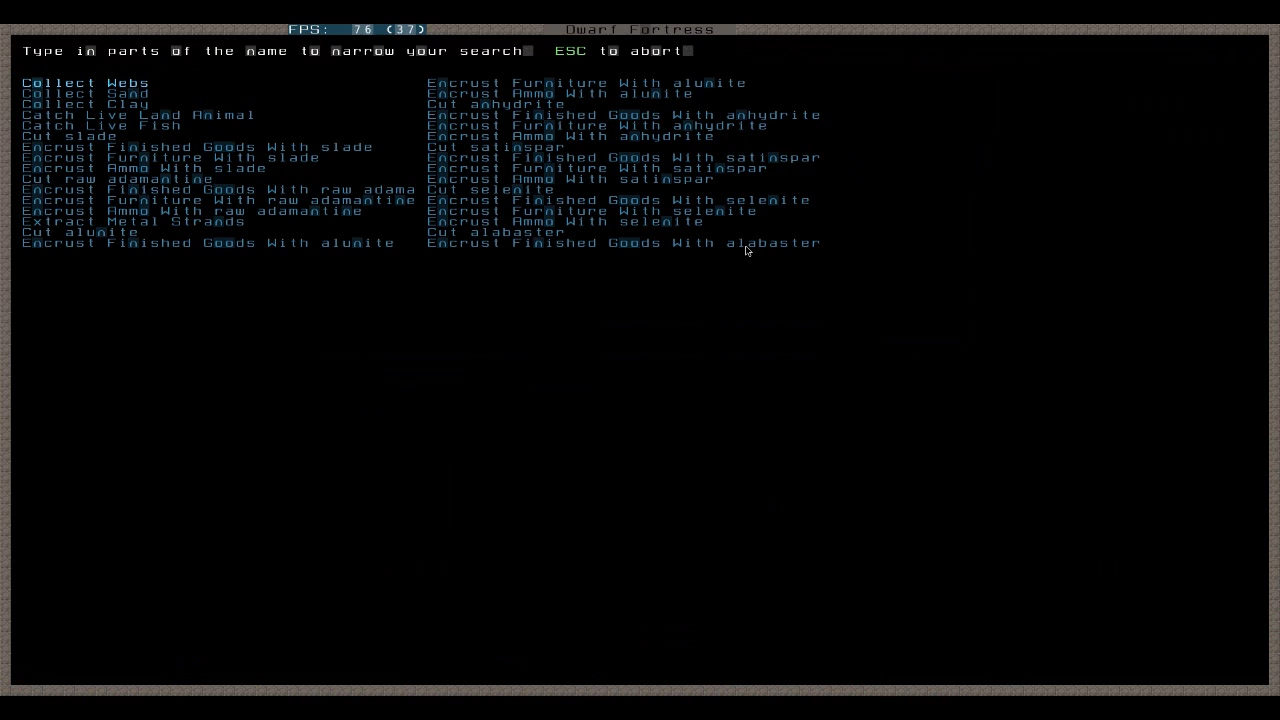 FPS: 76 (37) Dwarf Fortress
Type in parts of the name to narrow your search. ESC to abort.
Collect Webs
Collect Sand
Collect Clay
Catch Live Land Animal
Catch Live Fish
Cut slade
Encrust Finished Goods With slade
Encrust Furniture With slade
Encrust Ammo With slade
Cut raw adamantine
Encrust Finished Goods With raw adama
Encrust Furniture With raw adamantine
Encrust Ammo With raw adamantine
Extract Metal Strands
Cut alunite
Encrust Finished Goods With alunite
Encrust Furniture With alunite
Encrust Ammo With alunite
Cut anhydrite
Encrust Finished Goods With anhydrite
Encrust Furniture With anhydrite
Encrust Ammo With anhydrite
Cut satinspar
Encrust Finished Goods With satinspar
Encrust Furniture With satinspar
Encrust Ammo With satinspar
Cut selenite
Encrust Finished Goods With selenite
Encrust Furniture With selenite
Encrust Ammo With selenite
Cut alabaster
Encrust Finished Goods With alabaster